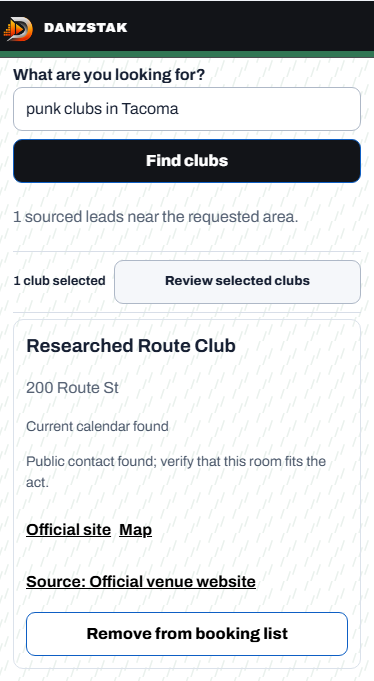 DANZSTAK
What are you looking for?
punk clubs in Tacoma
Find clubs
1 sourced leads near the requested area.
1 club selected
Review selected clubs
Researched Route Club
200 Route St
Current calendar found
Public contact found; verify that this room fits the
act.
Official site Map
Source: Official venue website
Remove from booking list